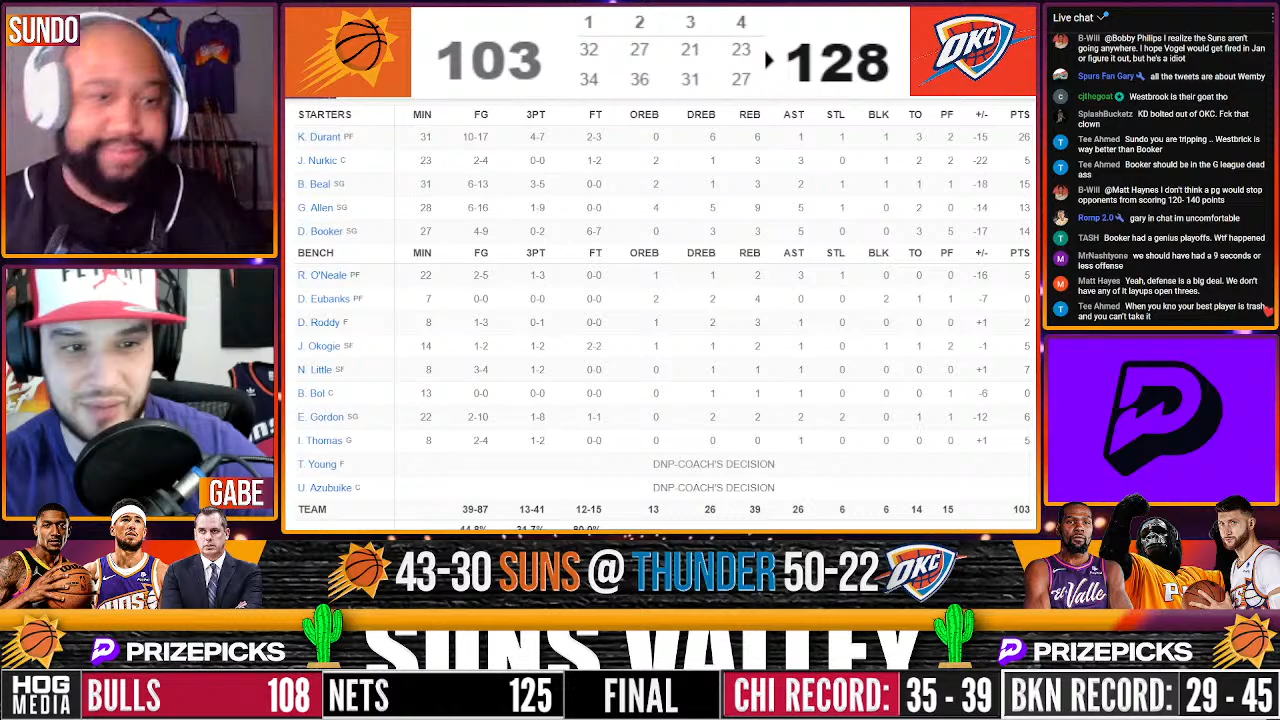 SUNDO
103
1 2 3 4
32 27 21 23
34 36 31 27
128
OKC
STARTERS MIN FG 3PT FT OREB DREB REB AST STL BLK TO PF +/- PTS
K. Durant PF 31 10-17 4-7 2-3 0 6 6 3 1 1 3 2 -15 26
J. Nurkic C 23 2-4 0-0 1-2 2 1 3 3 0 1 2 2 -22 5
B. Beal SG 31 6-13 3-5 0-0 2 1 3 2 1 1 1 1 -18 15
G. Allen SG 28 6-16 1-9 0-0 4 5 9 5 1 0 2 0 -14 13
D. Booker SG 27 4-9 0-2 6-7 0 3 3 5 0 0 3 5 -17 14
BENCH MIN FG 3PT FT OREB DREB REB AST STL BLK TO PF +/- PTS
R. O'Neale PF 22 2-5 1-3 0-0 1 1 2 3 1 0 0 0 -16 5
D. Eubanks PF 7 0-0 0-0 0-0 2 2 4 0 0 2 1 1 -7 0
D. Roddy F 8 1-3 0-1 0-0 1 2 3 1 0 0 0 0 +1 2
J. Okogie SF 14 1-2 1-2 2-2 1 1 2 1 0 1 1 2 -1 5
N. Little SF 8 3-4 1-2 0-0 0 1 1 1 0 0 0 0 +1 7
B. Bol C 13 0-0 0-0 0-0 0 1 1 1 0 0 0 1 -6 0
E. Gordon SG 22 2-10 1-8 1-1 0 2 2 2 2 0 1 1 -12 6
I. Thomas G 8 2-4 1-2 0-0 0 0 0 1 0 0 0 0 +1 5
T. Young F DNP-COACH'S DECISION
U. Azubuike C DNP-COACH'S DECISION
TEAM 39-87 13-41 12-15 13 26 39 26 6 6 14 15 103
44.8% 31.7% 80.0%
Live chat
B-Will @Bobby Philips I realize the Suns aren't
going anywhere. I hope Vogel would get fired in Jan
or figure it out, but he's a idiot
Spurs Fan Gary all the tweets are about Wemby
c cjthegoat Westbrook is their goat tho
SplashBucketz KD bolted out of OKC. Fck that
clown
T Tee Ahmed Sundo you are tripping .. Westbrick is
way better than Booker
T Tee Ahmed Booker should be in the G league dead
ass
B-Will @Matt Haynes I don't think a pg would stop
opponents from scoring 120- 140 points
Romp 2.0 gary in chat im uncomfortable
T TASH Booker had a genius playoffs. Wtf happened
M MrNashtyone we should have had a 9 seconds or
less offense
Matt Hayes Yeah, defense is a big deal. We don't
have any of it layups open trees.
T Tee Ahmed When you kno your best player is trash
and you can't take it
GABE
43-30 SUNS @ THUNDER 50-22 OKC
PRIZEPICKS SUNS VALLEY PRIZEPICKS
HOG
MEDIA
BULLS 108 NETS 125 FINAL CHI RECORD: 35 - 39 BKN RECORD: 29 - 45